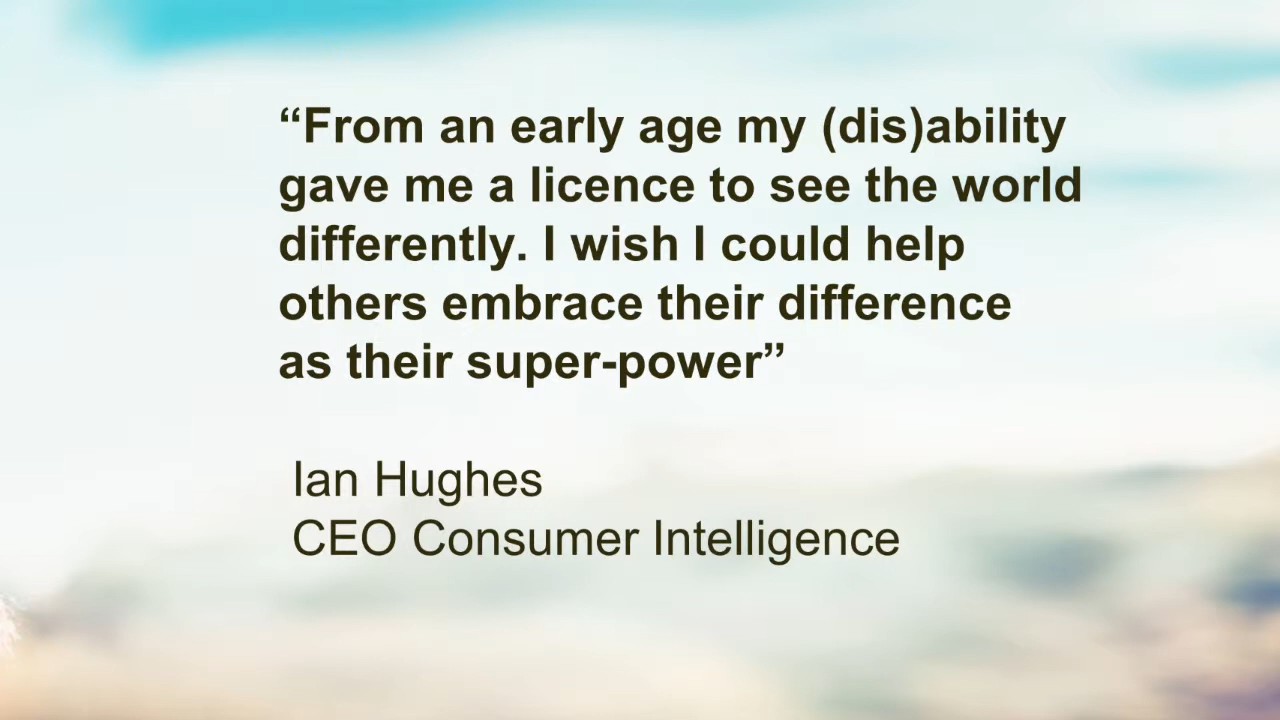 “From an early age my (dis)ability
gave me a licence to see the world
differently. I wish I could help
others embrace their difference
as their super-power”
Ian Hughes
CEO Consumer Intelligence